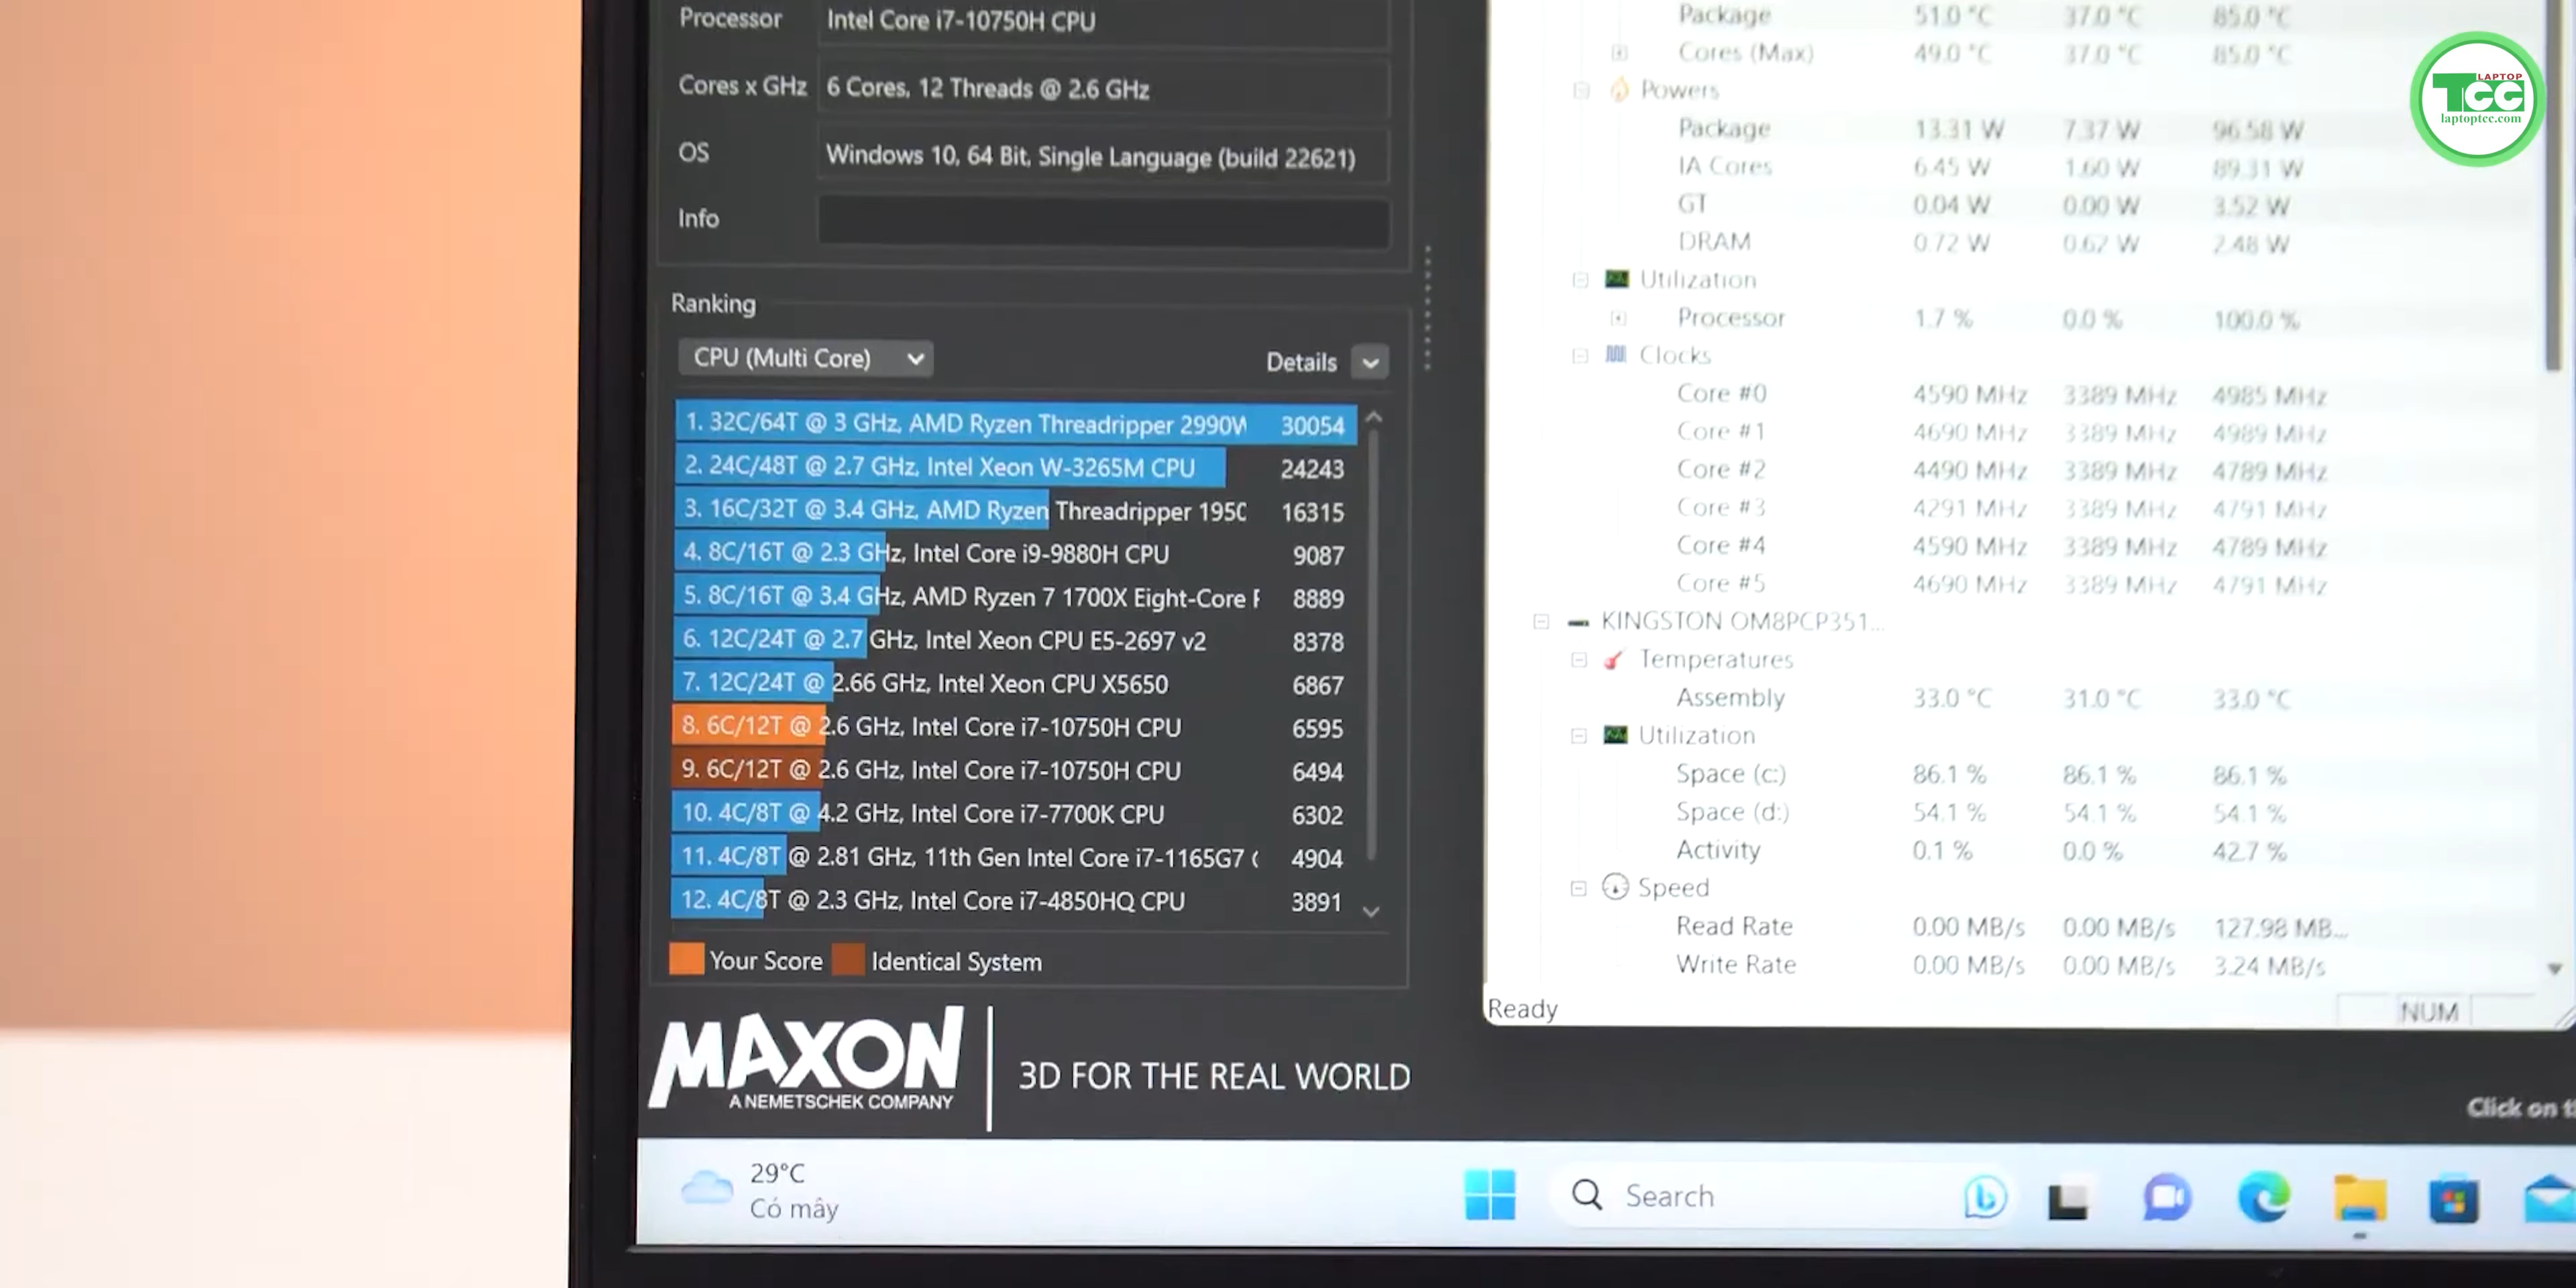 Processor Intel Core i7-10750H CPU
Cores x GHz 6 Cores, 12 Threads @ 2.6 GHz
OS Windows 10, 64 Bit, Single Language (build 22621)
Info
Ranking
CPU (Multi Core) Details
1. 32C/64T @ 3 GHz, AMD Ryzen Threadripper 2990W 30054
2. 24C/48T @ 2.7 GHz, Intel Xeon W-3265M CPU 24243
3. 16C/32T @ 3.4 GHz, AMD Ryzen Threadripper 195 16315
4. 8C/16T @ 2.3 GHz, Intel Core i9-9880H CPU 9087
5. 8C/16T @ 3.4 GHz, AMD Ryzen 7 1700X Eight-Core 8889
6. 12C/24T @ 2.7 GHz, Intel Xeon CPU E5-2697 v2 8378
7. 12C/24T @ 2.66 GHz, Intel Xeon CPU X5650 6867
8. 6C/12T @ 2.6 GHz, Intel Core i7-10750H CPU 6595
9. 6C/12T @ 2.6 GHz, Intel Core i7-10750H CPU 6494
10. 4C/8T @ 4.2 GHz, Intel Core i7-7700K CPU 6302
11. 4C/8T @ 2.81 GHz, 11th Gen Intel Core i7-1165G7 4904
12. 4C/8T @ 2.3 GHz, Intel Core i7-4850HQ CPU 3891
Your Score Identical System
MAXON
A NEMETSCHEK COMPANY
3D FOR THE REAL WORLD
Package 51.0 °C 37.0 °C 85.0 °C
Cores (Max) 49.0 °C 37.0 °C 85.0 °C
Powers
Package 13.31 W 7.37 W 96.58 W
IA Cores 6.45 W 1.60 W 89.31 W
GT 0.04 W 0.00 W 3.52 W
DRAM 0.72 W 0.67 W 2.48 W
Utilization
Processor 1.7 % 0.0 % 100.0 %
Clocks
Core #0 4590 MHz 3389 MHz 4985 MHz
Core #1 4690 MHz 3389 MHz 4989 MHz
Core #2 4490 MHz 3389 MHz 4789 MHz
Core #3 4291 MHz 3389 MHz 4791 MHz
Core #4 4590 MHz 3389 MHz 4789 MHz
Core #5 4690 MHz 3389 MHz 4791 MHz
KINGSTON OM8PCP351...
Temperatures
Assembly 33.0 °C 31.0 °C 33.0 °C
Utilization
Space (c:) 86.1 % 86.1 % 86.1 %
Space (d:) 54.1 % 54.1 % 54.1 %
Activity 0.1 % 0.0 % 42.7 %
Speed
Read Rate 0.00 MB/s 0.00 MB/s 127.98 MB...
Write Rate 0.00 MB/s 0.00 MB/s 3.24 MB/s
Ready NUM
Click on
29°C
Có mây
Search
LAPTOP
TCC
laptoptcc.com